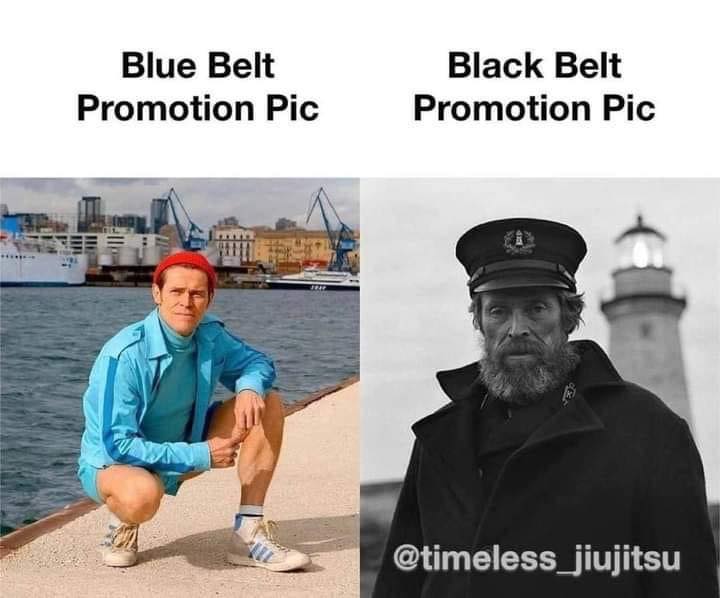 Blue Belt
Promotion Pic
Black Belt
Promotion Pic
@timeless_jiujitsu